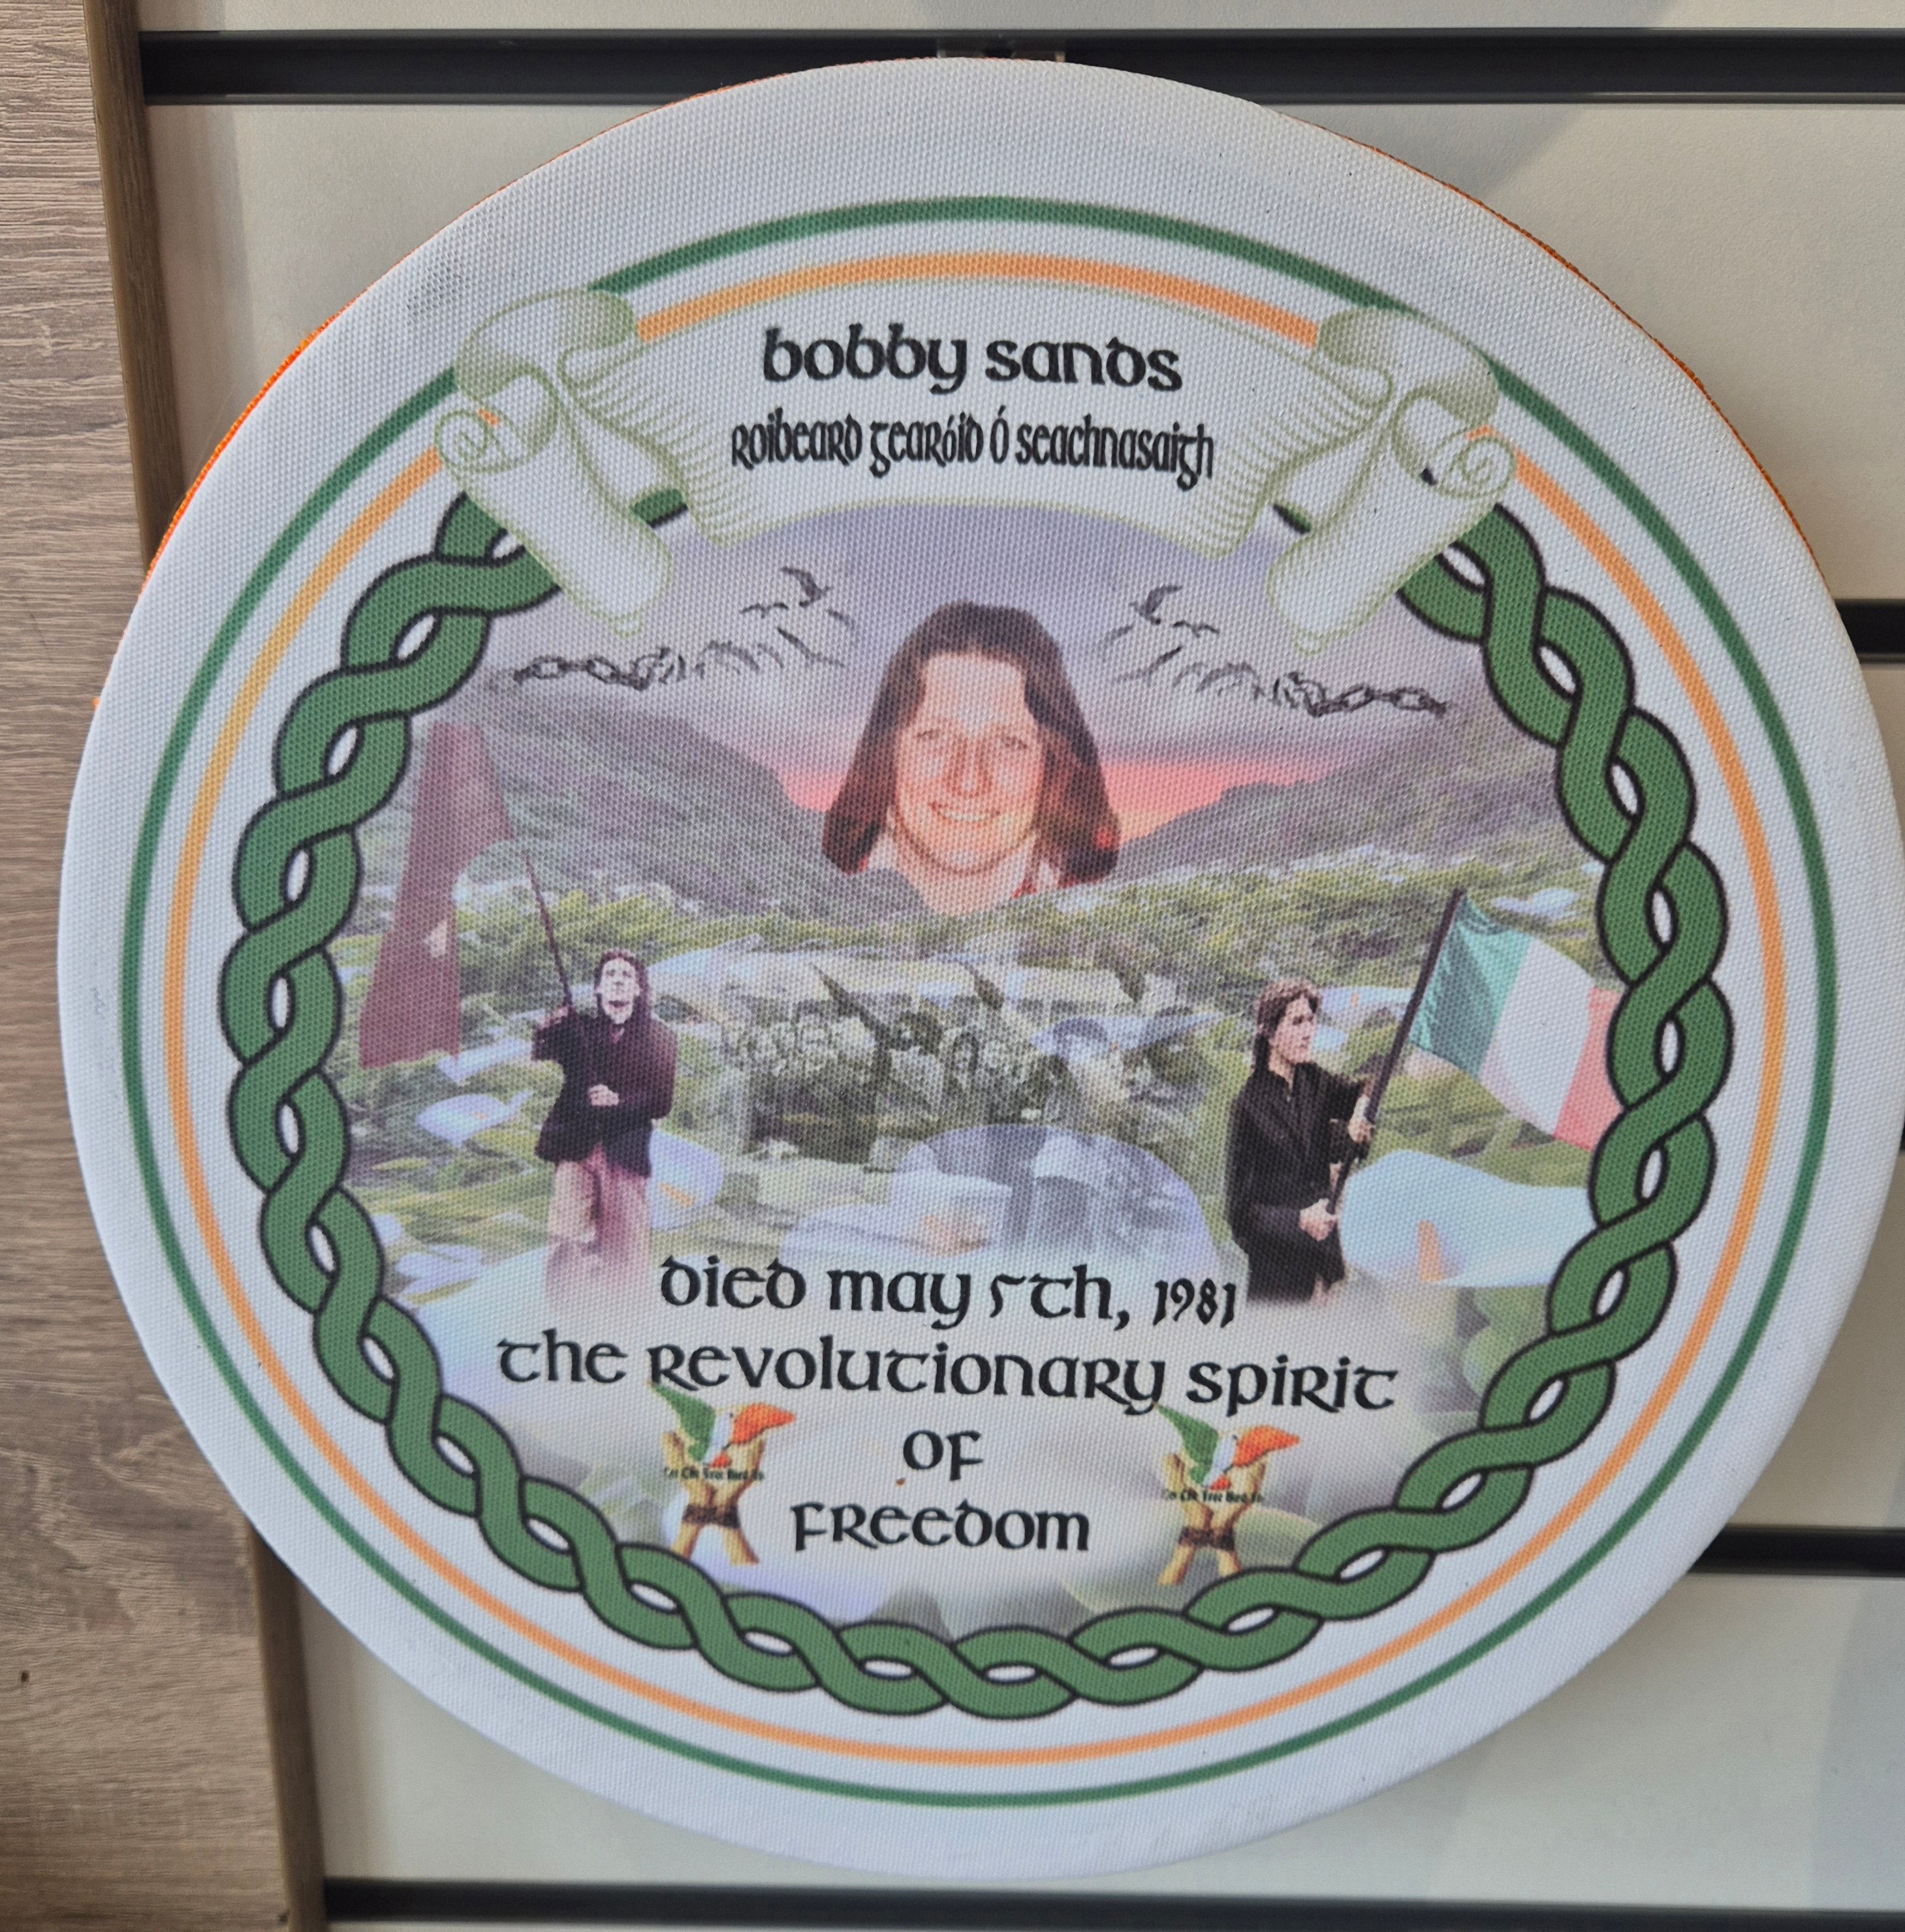 bobby sands
Roibeard Gearóid Ó Seachnasaigh
died may 5th, 1981
the Revolutionary spirit
of
freedom